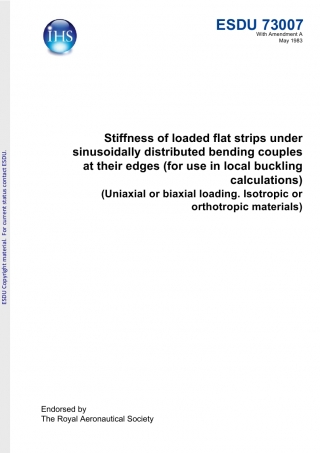 IHS
ESDU 73007
With Amendment A
May 1983
Stiffness of loaded flat strips under
sinusoidally distributed bending couples
at their edges (for use in local buckling
calculations)
(Uniaxial or biaxial loading. Isotropic or
orthotropic materials)
ESDU Copyright material. For current status contact ESDU.
Endorsed by
The Royal Aeronautical Society